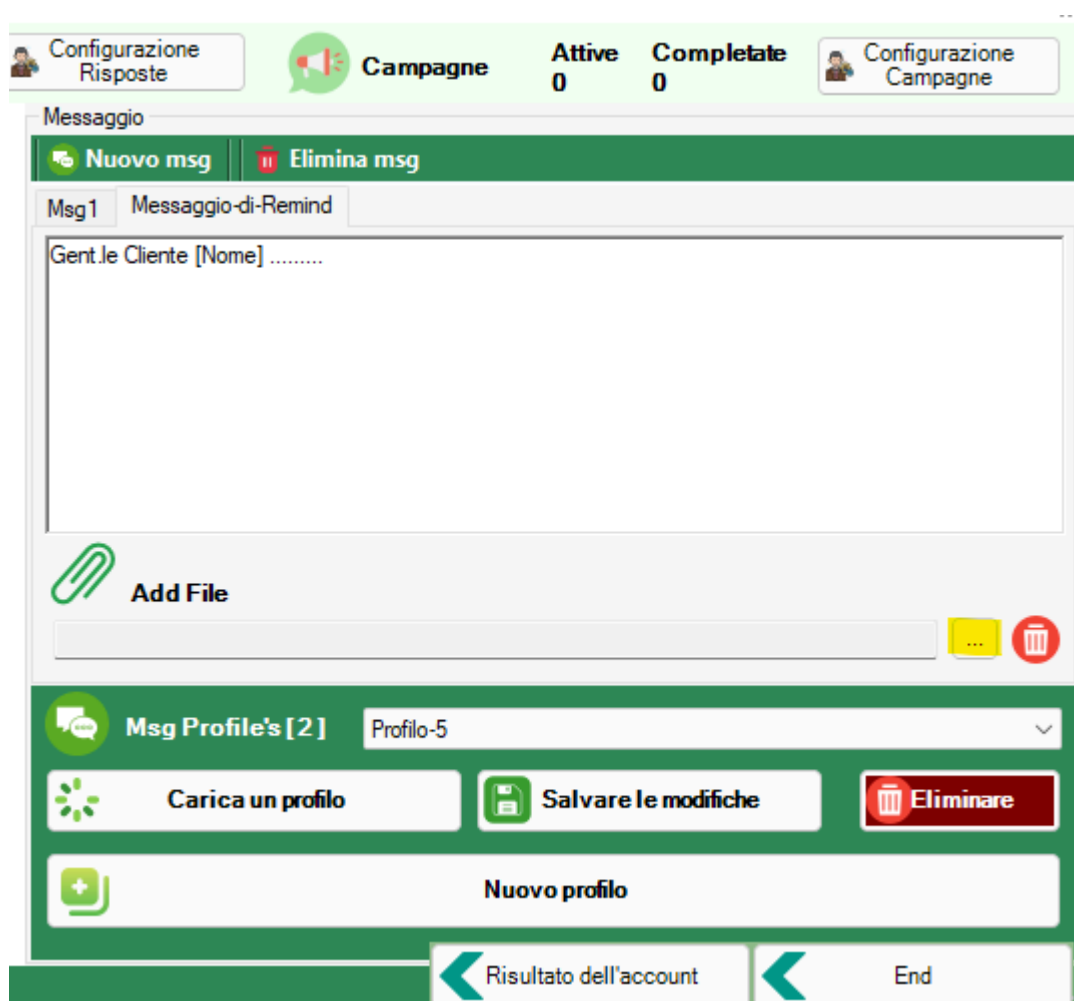 Configurazione
Risposte
Campagne
Attive
0
Completate
0
Configurazione
Campagne
Messaggio
Nuovo msg
Elimina msg
Msg1
Messaggio-di-Remind
Gent.le Cliente [Nome] .........
Add File
...
Msg Profile's [2]
Profilo-5
Carica un profilo
Salvare le modifiche
Eliminare
Nuovo profilo
Risultato dell'account
End